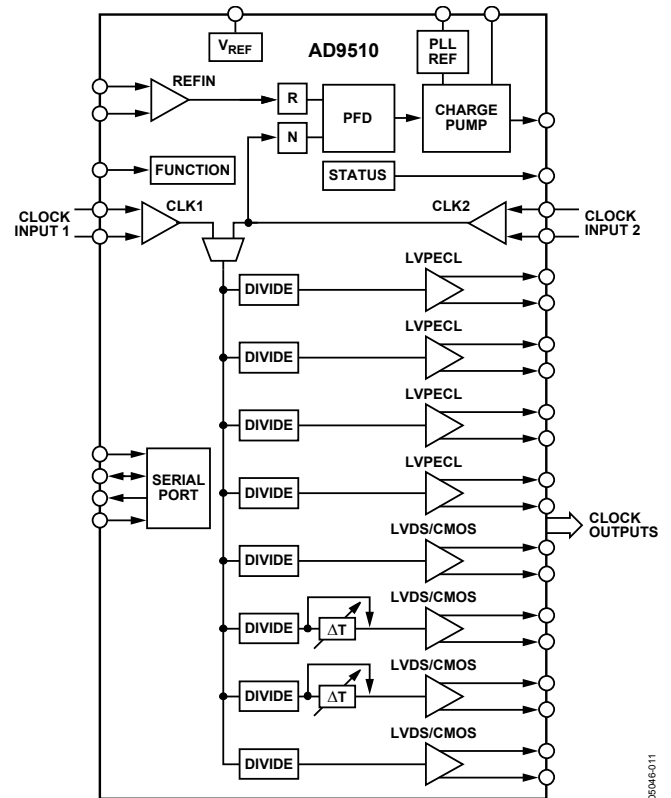 VREF
AD9510
PLL
REF
REFIN
R
PFD
CHARGE
PUMP
N
FUNCTION
STATUS
CLOCK
INPUT 1
CLK1
CLK2
CLOCK
INPUT 2
LVPECL
DIVIDE
LVPECL
DIVIDE
LVPECL
DIVIDE
LVPECL
DIVIDE
SERIAL
PORT
CLOCK
OUTPUTS
LVDS/CMOS
DIVIDE
LVDS/CMOS
DIVIDE
ΔT
LVDS/CMOS
DIVIDE
ΔT
LVDS/CMOS
DIVIDE
05046-011